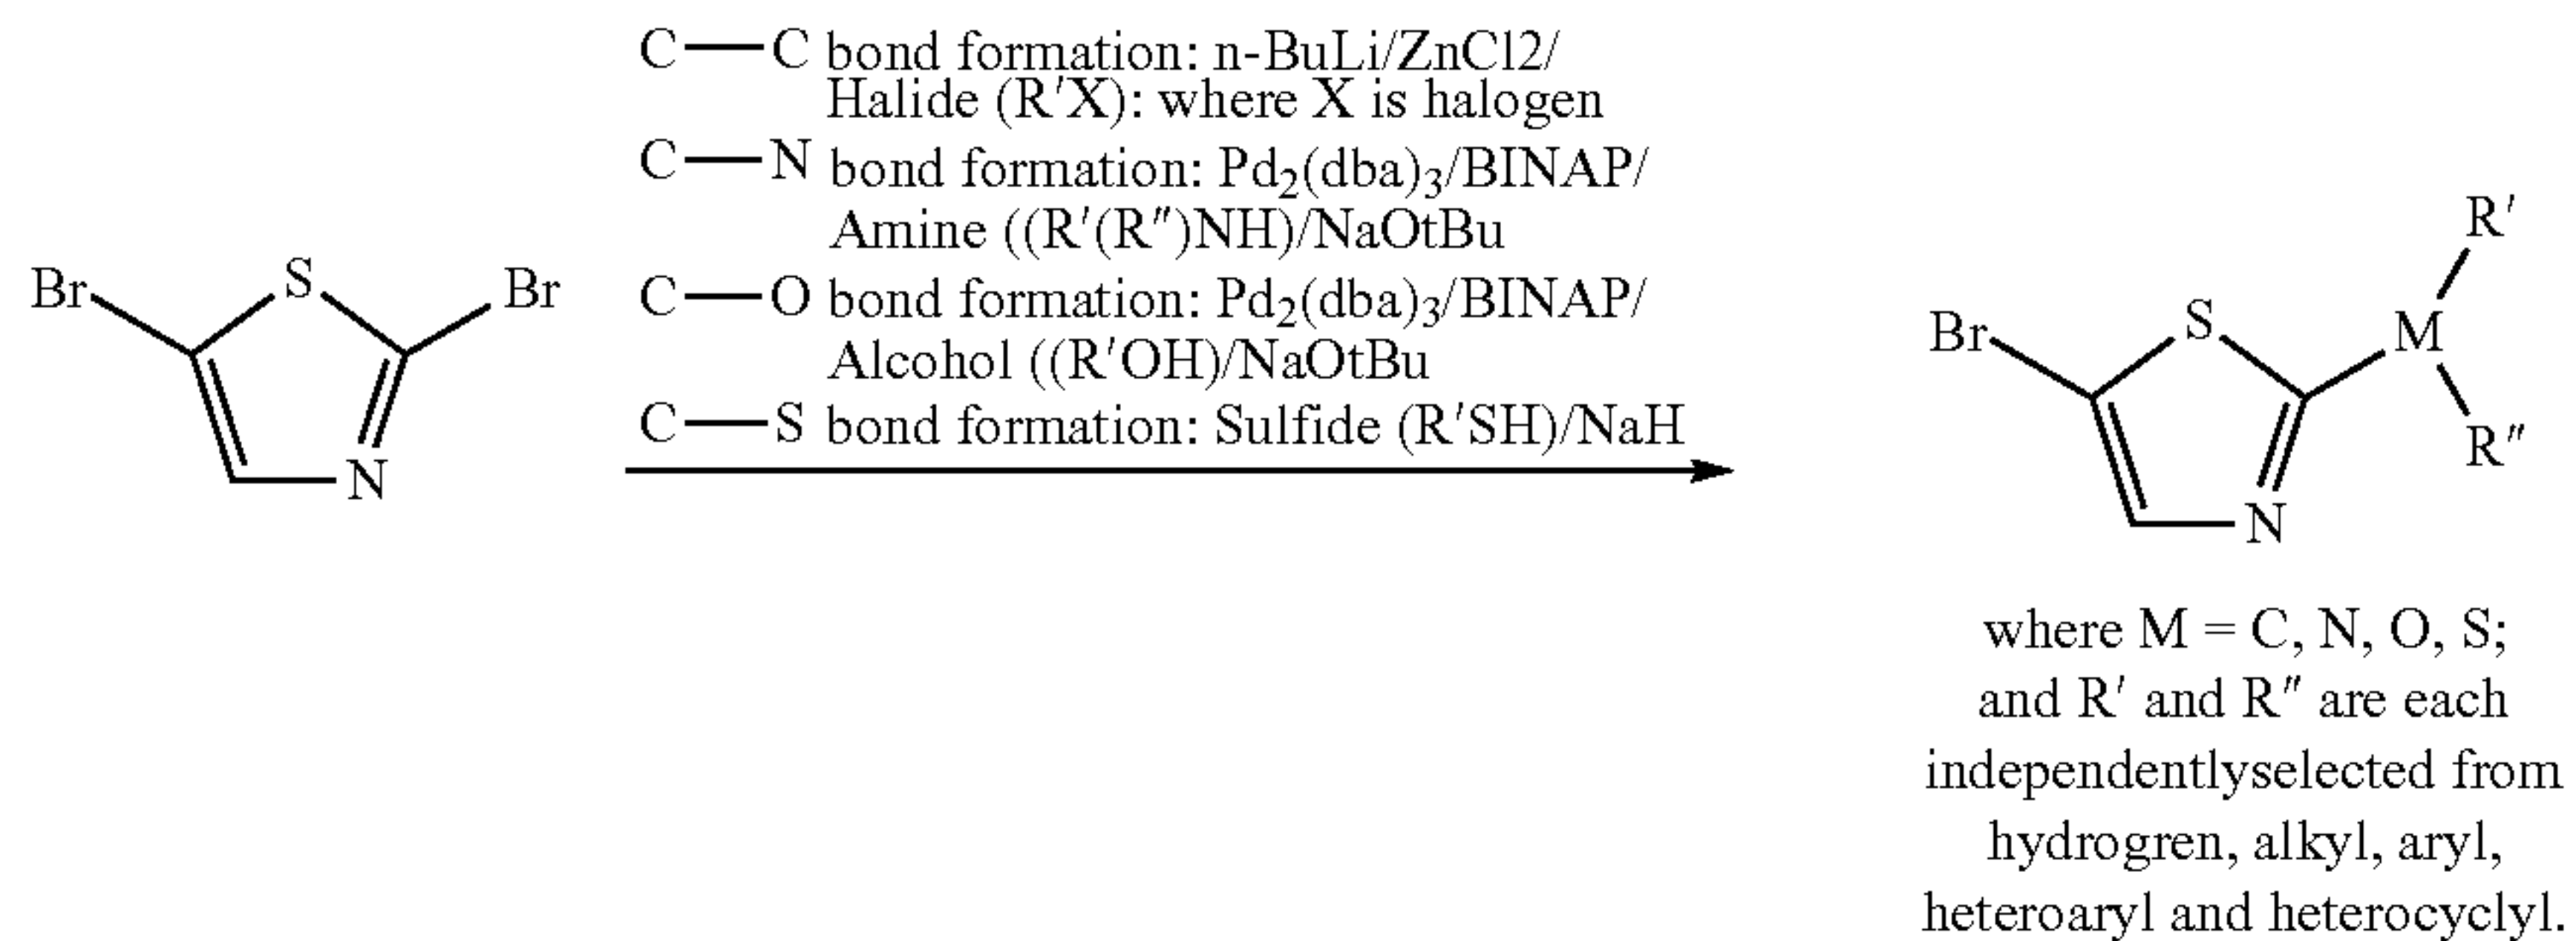 C—C bond formation: n-BuLi/ZnCl2/
Halide (R′X): where X is halogen
C—N bond formation: Pd₂(dba)₃/BINAP/
Amine ((R′(R″)NH)/NaOtBu
C—O bond formation: Pd₂(dba)₃/BINAP/
Alcohol ((R′OH)/NaOtBu
C—S bond formation: Sulfide (R′SH)/NaH
Br
S
Br
N
Br
S
M
R′
R″
N
where M = C, N, O, S;
and R′ and R″ are each
independentlyselected from
hydrogren, alkyl, aryl,
heteroaryl and heterocyclyl.